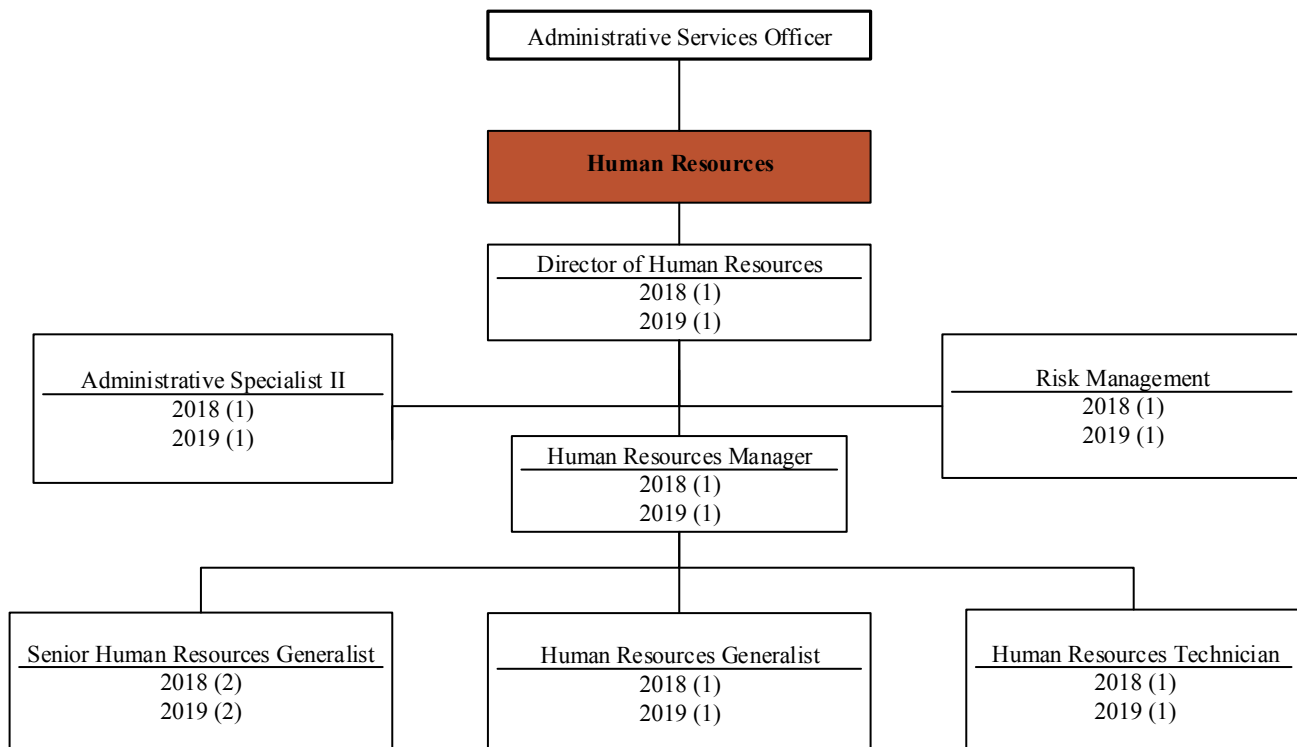 Administrative Services Officer
Human Resources
Director of Human Resources
2018 (1)
2019 (1)
Administrative Specialist II
2018 (1)
2019 (1)
Risk Management
2018 (1)
2019 (1)
Human Resources Manager
2018 (1)
2019 (1)
Senior Human Resources Generalist
2018 (2)
2019 (2)
Human Resources Generalist
2018 (1)
2019 (1)
Human Resources Technician
2018 (1)
2019 (1)